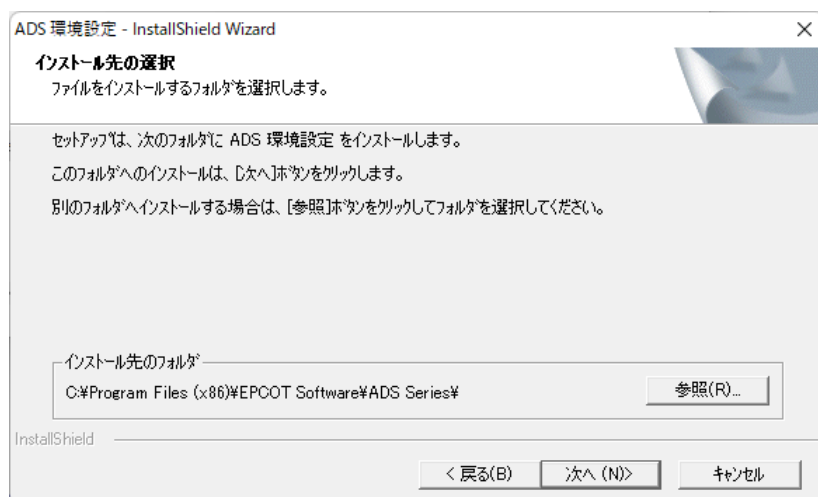 ADS 環境設定 - InstallShield Wizard
インストール先の選択
ファイルをインストールするフォルダを選択します。
セットアップは、次のフォルダに ADS 環境設定 をインストールします。
このフォルダへのインストールは、[次へ]ボタンをクリックします。
別のフォルダへインストールする場合は、[参照]ボタンをクリックしてフォルダを選択してください。
インストール先のフォルダ
C:¥Program Files (x86)¥EPCOT Software¥ADS Series¥
参照(R)...
InstallShield
< 戻る(B)
次へ (N)>
キャンセル